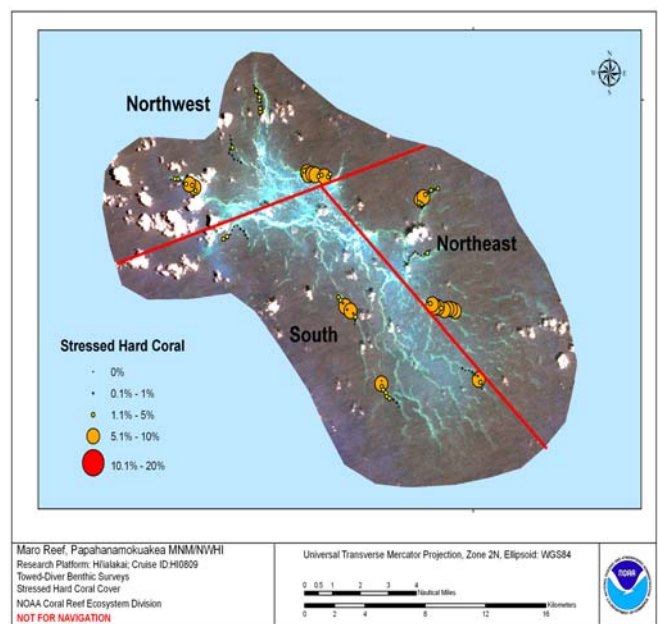 N
W E
S
Northwest
Northeast
South
Stressed Hard Coral
0%
0.1% - 1%
1.1% - 5%
5.1% - 10%
10.1% - 20%
Maro Reef, Papahanamokuakea MNM/NWHI
Research Platform: Hi'ialakai; Cruise ID:HI0809
Towed-Diver Benthic Surveys
Stressed Hard Coral Cover
NOAA Coral Reef Ecosystem Division
NOT FOR NAVIGATION
Universal Transverse Mercator Projection, Zone 2N, Ellipsoid: WGS84
0 0.5 1 2 3 4
Nautical Miles
0 2 4 8 12 16
Kilometers
NOAA